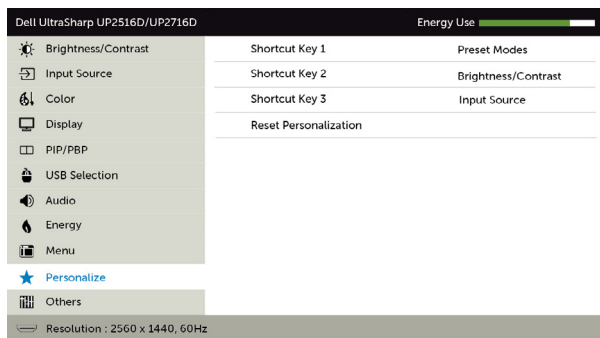 Dell UltraSharp UP2516D/UP2716D Energy Use
Brightness/Contrast Shortcut Key 1 Preset Modes
Input Source Shortcut Key 2 Brightness/Contrast
Color Shortcut Key 3 Input Source
Display Reset Personalization
PIP/PBP
USB Selection
Audio
Energy
Menu
Personalize
Others
Resolution : 2560 x 1440, 60Hz